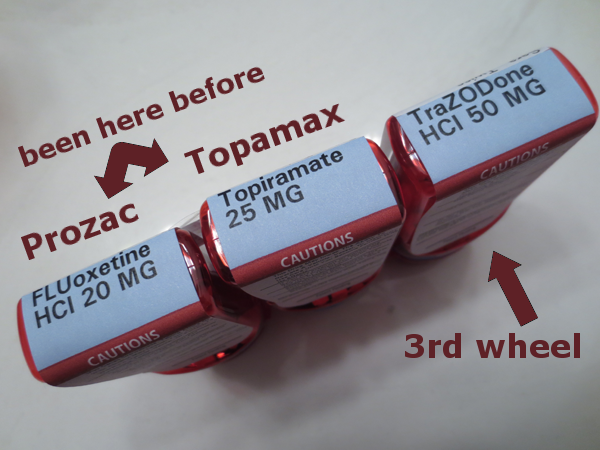 been here before
Topamax
Prozac
FLUoxetine
HCl 20 MG
CAUTIONS
Topiramate
25 MG
CAUTIONS
TraZODone
HCl 50 MG
CAUTIONS
3rd wheel